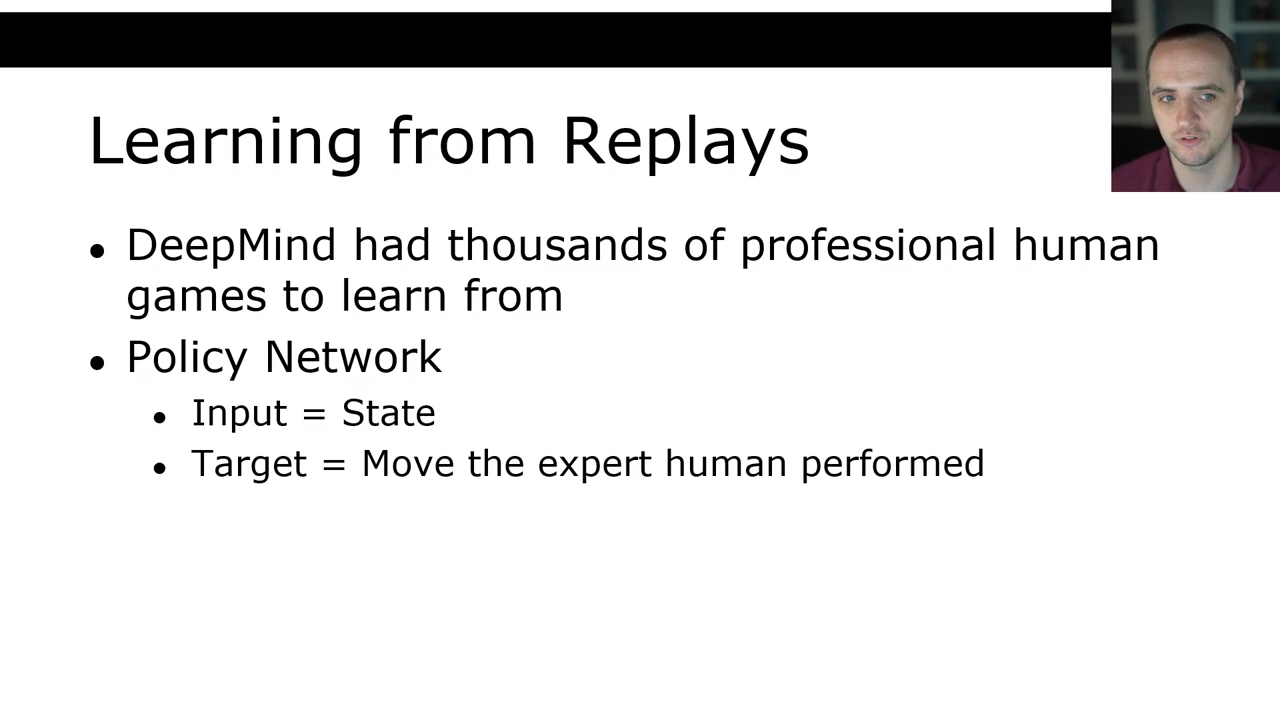 Learning from Replays
• DeepMind had thousands of professional human
games to learn from
• Policy Network
• Input = State
• Target = Move the expert human performed